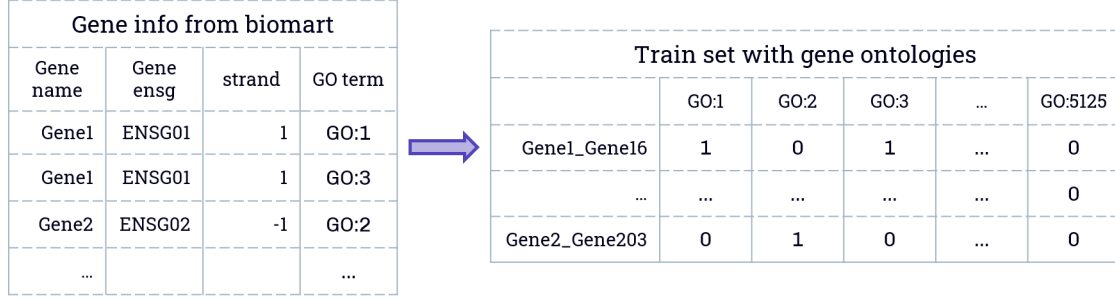 Gene info from biomart
Gene name Gene ensg strand GO term
Gene1 ENSG01 1 GO:1
Gene1 ENSG01 1 GO:3
Gene2 ENSG02 -1 GO:2
... ...
Train set with gene ontologies
GO:1 GO:2 GO:3 ... GO:5125
Gene1_Gene16 1 0 1 ... 0
... ... ... ... ... 0
Gene2_Gene203 0 1 0 ... 0